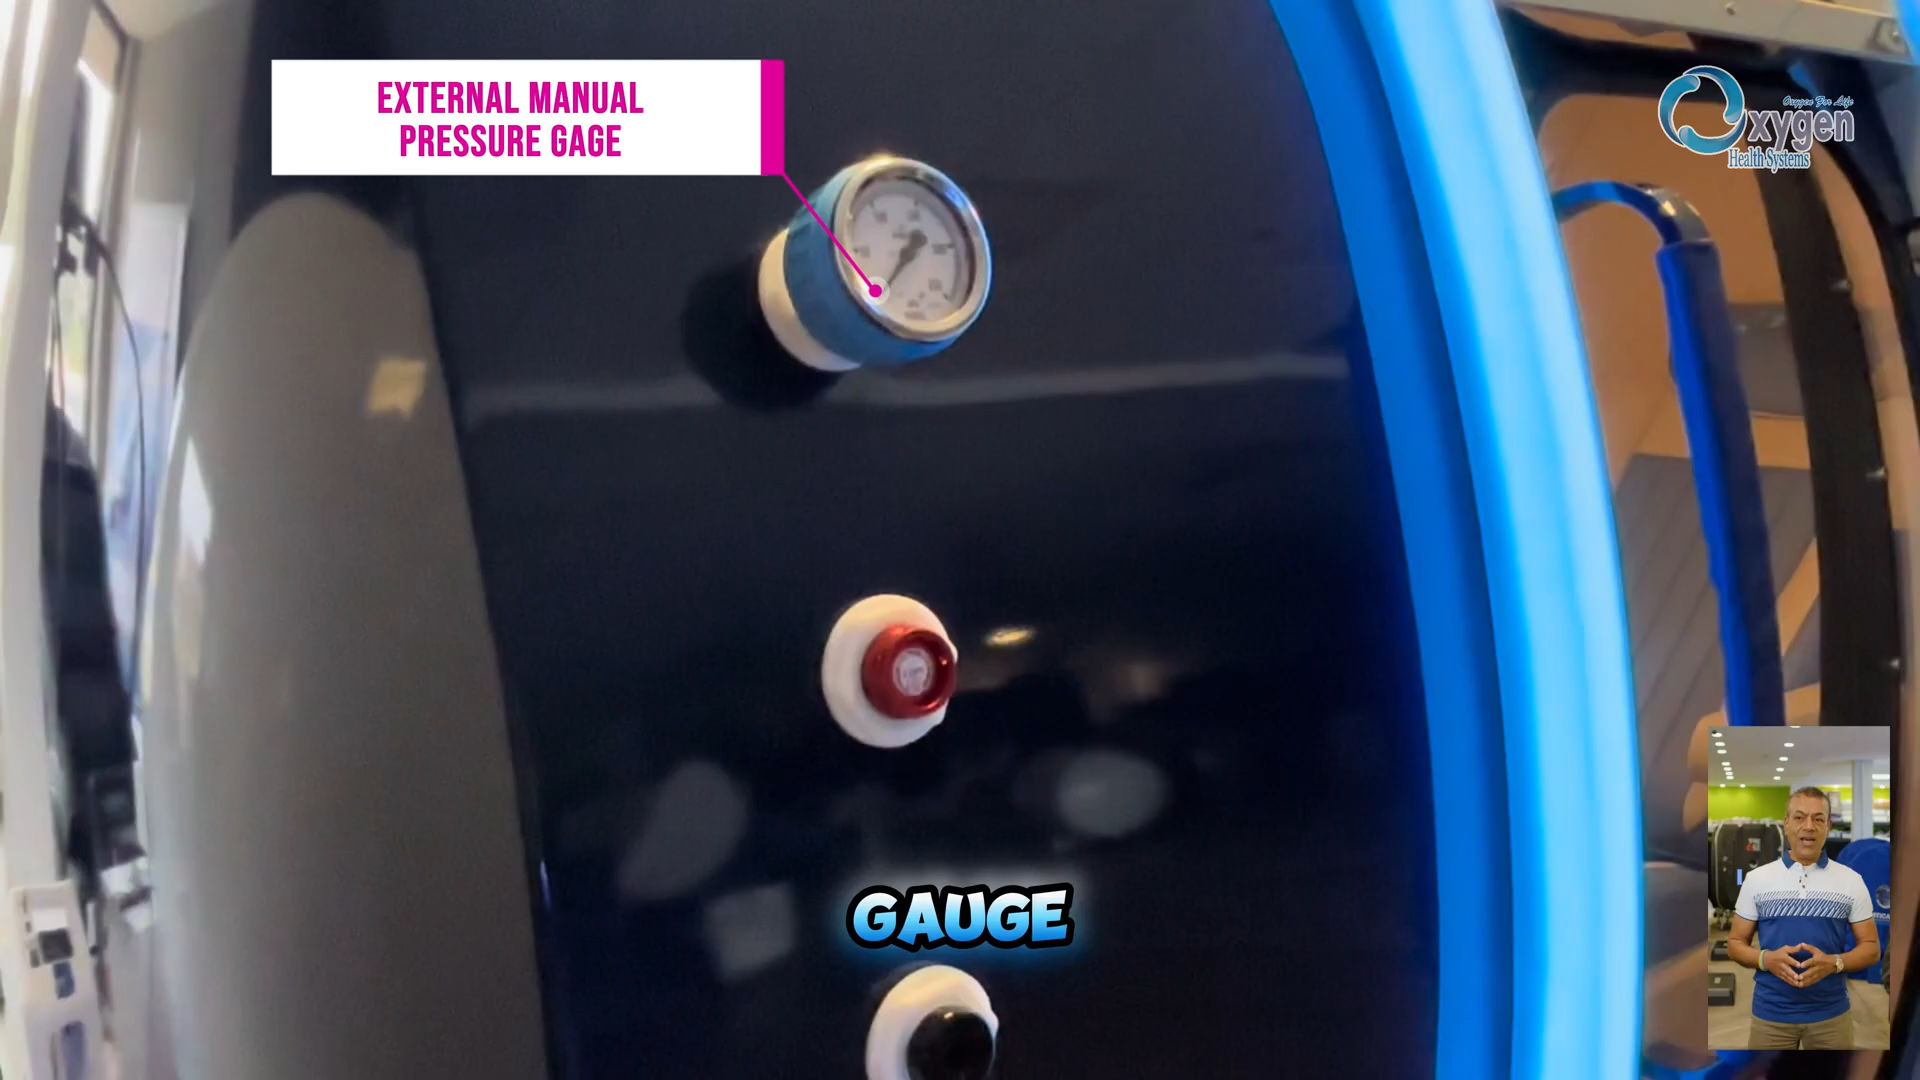 EXTERNAL MANUAL
PRESSURE GAGE
Oxygen For Life
Oxygen
Health Systems
GAUGE